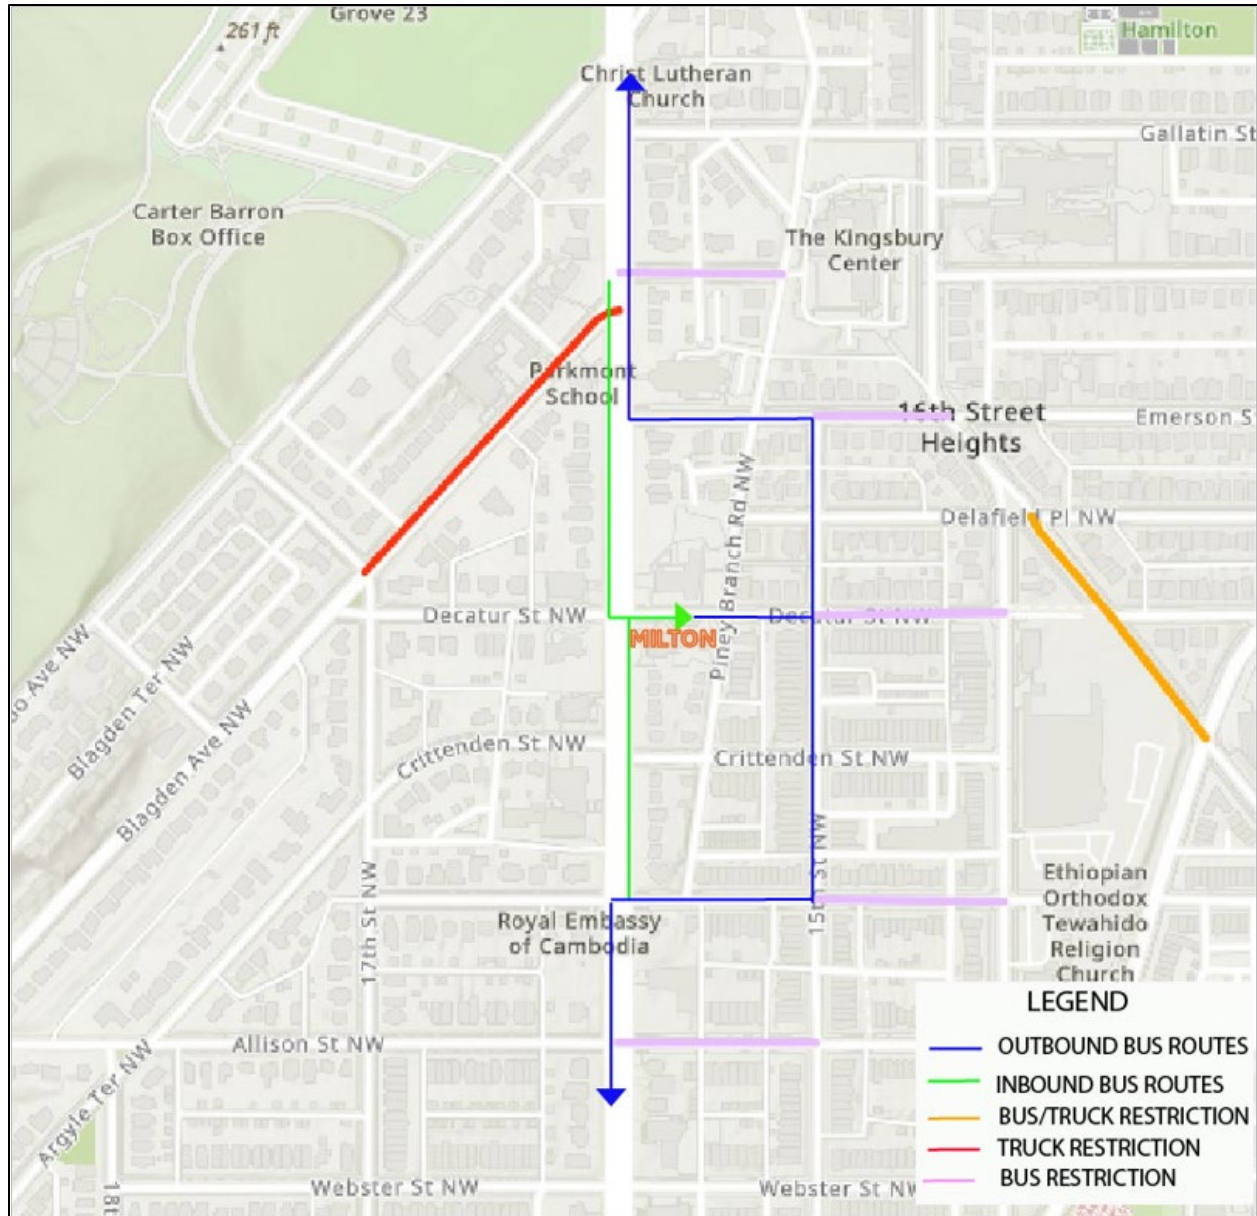 Grove 23
261 ft
Hamilton
Christ Lutheran
Church
Gallatin St
Carter Barron
Box Office
The Kingsbury
Center
Parkmont
School
16th Street
Heights
Emerson S
Piney Branch Rd NW
Delafield Pl NW
Decatur St NW
Decatur St NW
MILTON
Blagden Ter NW
Blagden Ave NW
Crittenden St NW
Crittenden St NW
17th St NW
15th St NW
Royal Embassy
of Cambodia
Ethiopian
Orthodox
Tewahido
Religion
Church
Allison St NW
Argyle Ter NW
Webster St NW
Webster St NW
18t
LEGEND
OUTBOUND BUS ROUTES
INBOUND BUS ROUTES
BUS/TRUCK RESTRICTION
TRUCK RESTRICTION
BUS RESTRICTION